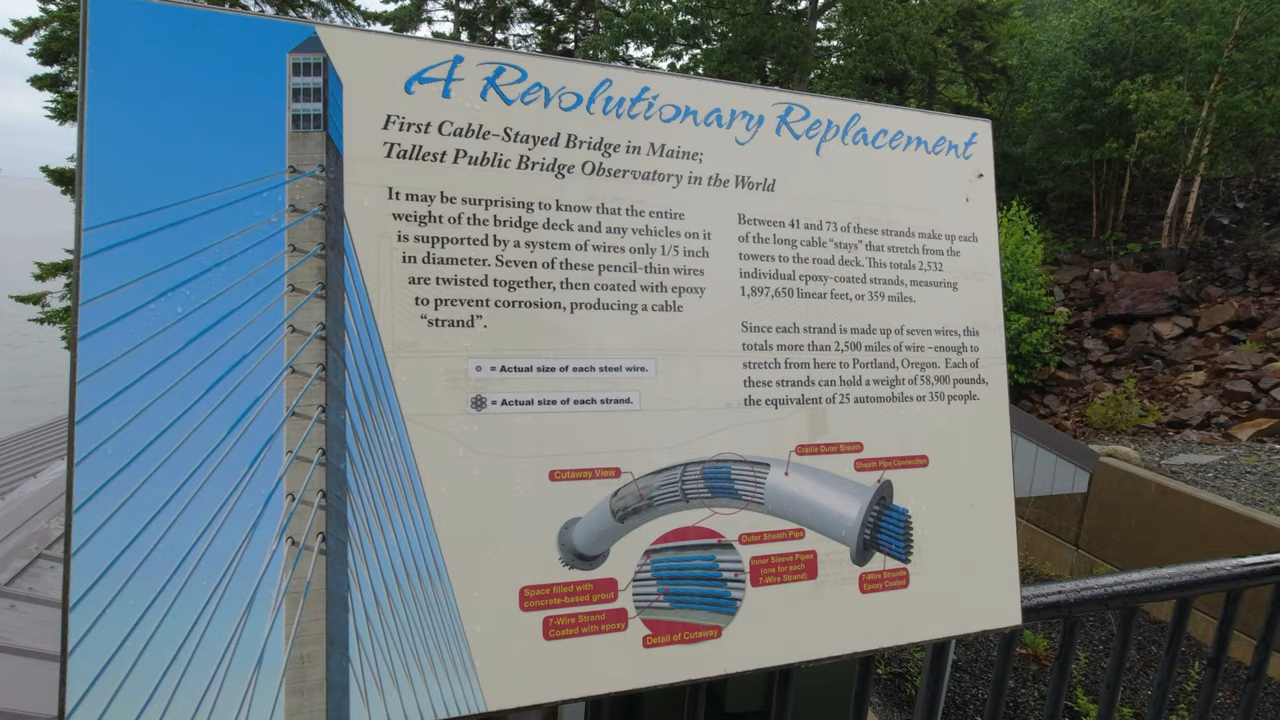 A Revolutionary Replacement
First Cable-Stayed Bridge in Maine;
Tallest Public Bridge Observatory in the World
It may be surprising to know that the entire
weight of the bridge deck and any vehicles on it
is supported by a system of wires only 1/5 inch
in diameter. Seven of these pencil-thin wires
are twisted together, then coated with epoxy
to prevent corrosion, producing a cable
“strand”.
= Actual size of each steel wire.
= Actual size of each strand.
Between 41 and 73 of these strands make up each
of the long cable “stays” that stretch from the
towers to the road deck. This totals 2,532
individual epoxy-coated strands, measuring
1,897,650 linear feet, or 359 miles.
Since each strand is made up of seven wires, this
totals more than 2,500 miles of wire –enough to
stretch from here to Portland, Oregon. Each of
these strands can hold a weight of 58,900 pounds,
the equivalent of 25 automobiles or 350 people.
Cutaway View
Cradle Outer Sheath
Sheath Pipe Connection
Outer Sheath Pipe
Inner Sleeve Pipes
(one for each
7-Wire Strand)
7-Wire Strands
Epoxy Coated
Space filled with
concrete-based grout
7-Wire Strand
Coated with epoxy
Detail of Cutaway